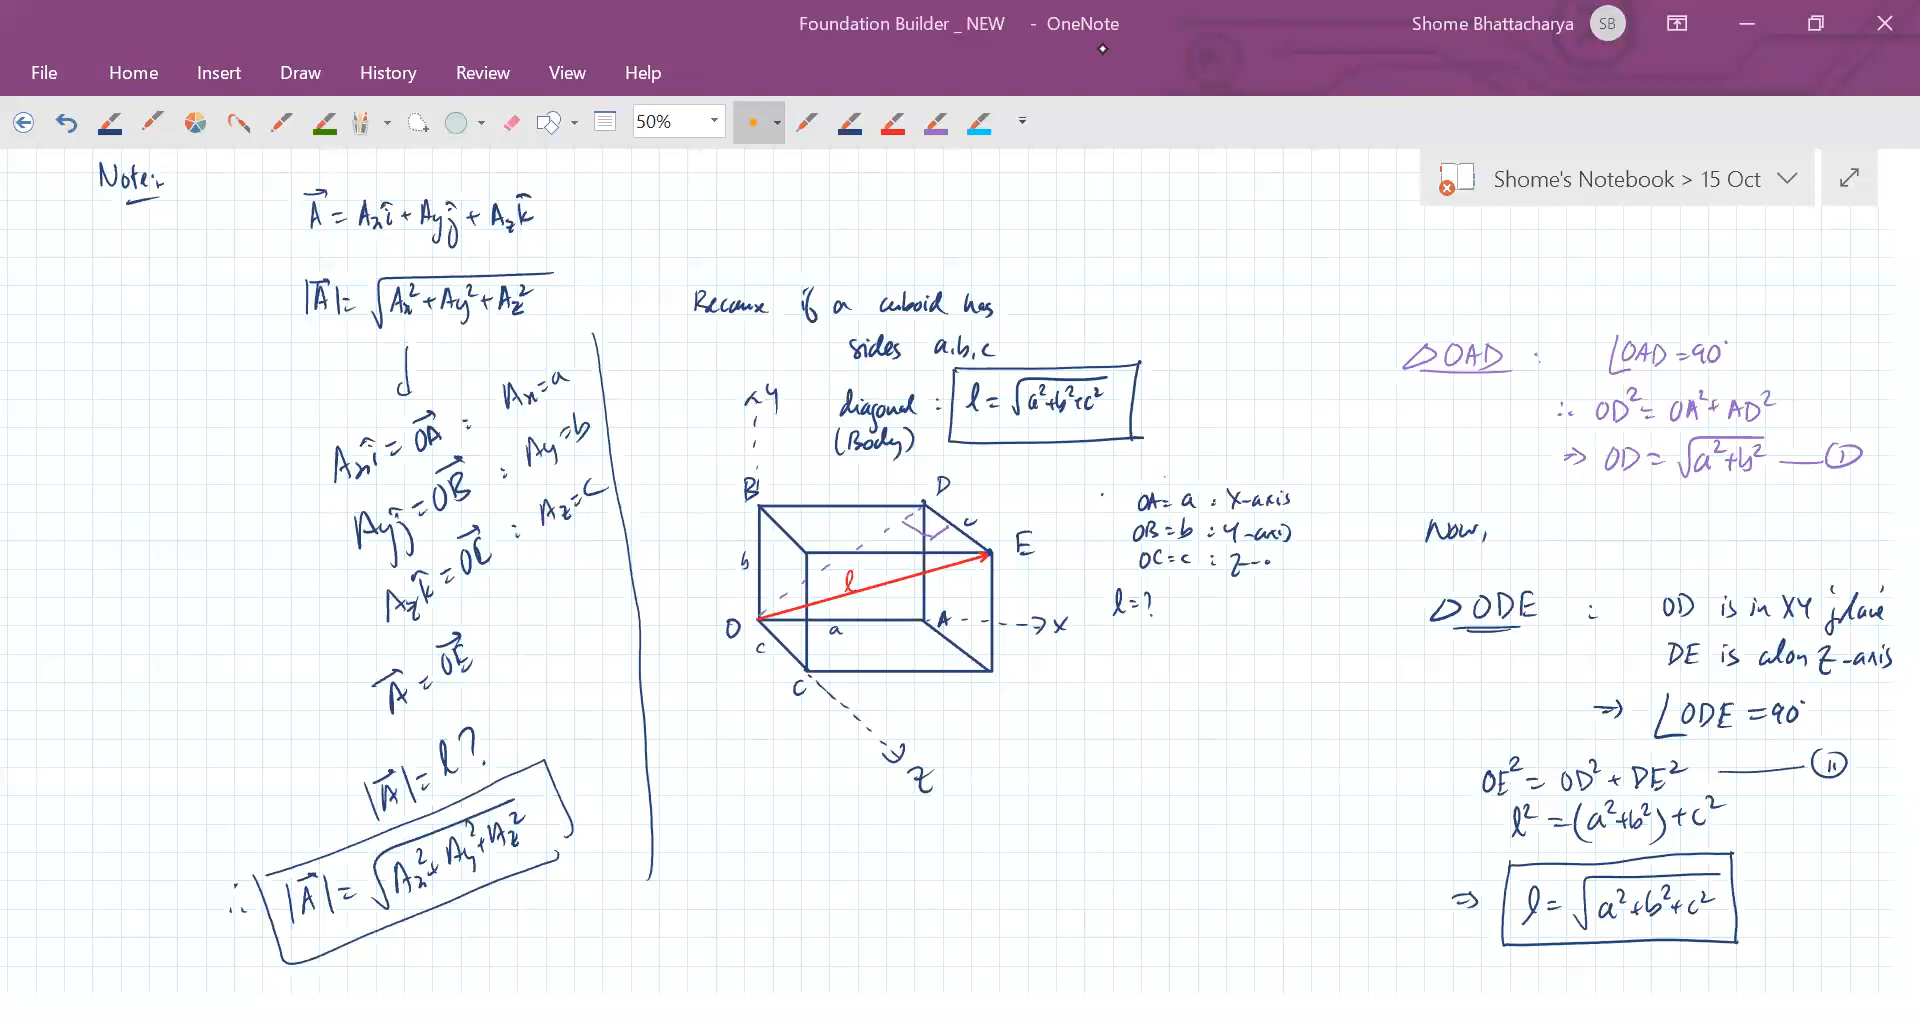 Foundation Builder _ NEW - OneNote
Shome Bhattacharya SB
File Home Insert Draw History Review View Help
50%
Shome's Notebook > 15 Oct
Note:-
A⃗ = Axî + Ayĵ + Azk̂
|A⃗| = √(Ax² + Ay² + Az²)
Axî = OA⃗ : Ax = a
Ayĵ = OB⃗ : Ay = b
Azk̂ = OC⃗ : Az = c
A⃗ = OE⃗
|A⃗| = l?
∴ |A⃗| = √(Ax² + Ay² + Az²)
Because if a cuboid has
sides a,b,c
diagonal : l = √(a²+b²+c²)
(Body)
Y
B D
c
E
b
l
O a A X
c
C
Z
OA = a : X-axis
OB = b : Y-axis
OC = c : Z--
l = ?
△OAD : ∠OAD = 90°
∴ OD² = OA² + AD²
⇒ OD = √(a²+b²) — (I)
Now,
△ODE : OD is in XY plane
DE is alon Z-axis
⇒ ∠ODE = 90°
OE² = OD² + DE² — (II)
l² = (a²+b²)+c²
⇒ l = √(a²+b²+c²)